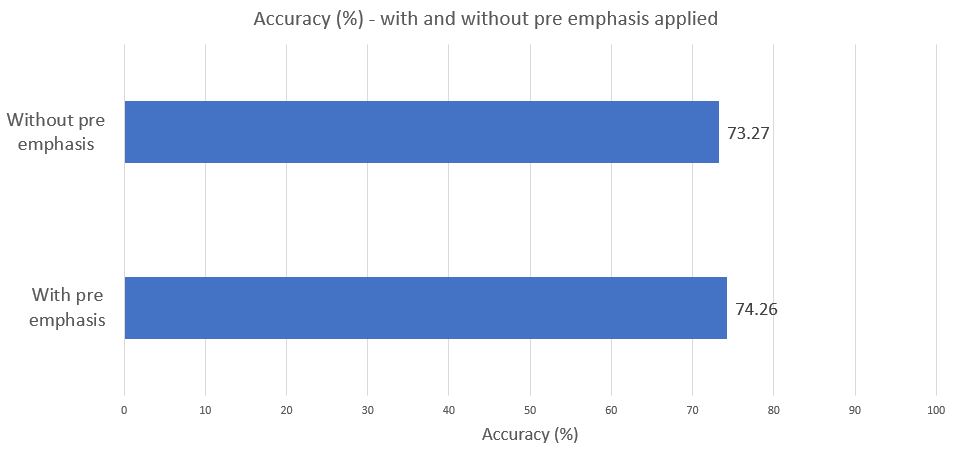 Accuracy (%) - with and without pre emphasis applied
Without pre
emphasis
73.27
With pre
emphasis
74.26
0 10 20 30 40 50 60 70 80 90 100
Accuracy (%)